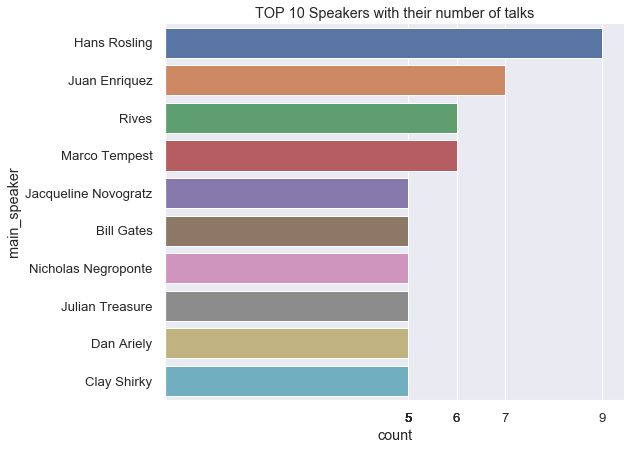 TOP 10 Speakers with their number of talks
main_speaker
Hans Rosling
Juan Enriquez
Rives
Marco Tempest
Jacqueline Novogratz
Bill Gates
Nicholas Negroponte
Julian Treasure
Dan Ariely
Clay Shirky
5 6 7 9
count